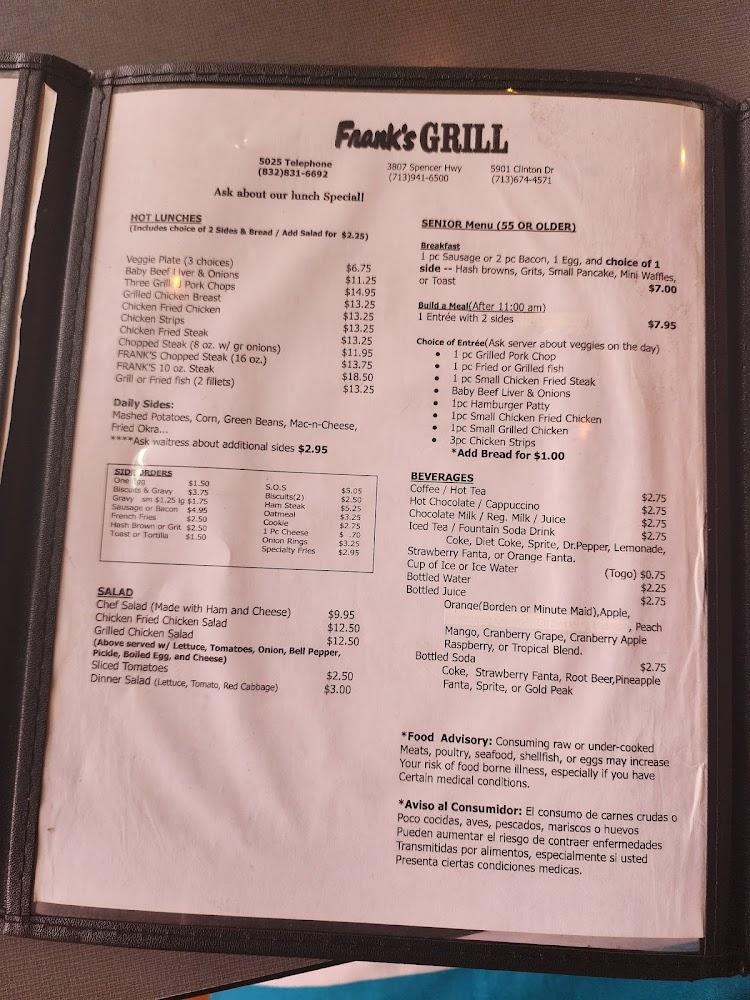 Frank's GRILL
5025 Telephone
(832)831-6692
3807 Spencer Hwy
(713)941-6500
5901 Clinton Dr
(713)674-4571
Ask about our lunch Special!
HOT LUNCHES
(Includes choice of 2 Sides & Bread / Add Salad for $2.25)
Veggie Plate (3 choices) $6.75
Baby Beef Liver & Onions $11.25
Three Grilled Pork Chops $14.95
Grilled Chicken Breast $13.25
Chicken Fried Chicken $13.25
Chicken Strips $13.25
Chicken Fried Steak $13.25
Chopped Steak (8 oz. w/ gr onions) $11.95
FRANK'S Chopped Steak (16 oz.) $13.75
FRANK'S 10 oz. Steak $18.50
Grill or Fried fish (2 fillets) $13.25
Daily Sides:
Mashed Potatoes, Corn, Green Beans, Mac-n-Cheese,
Fried Okra...
****Ask waitress about additional sides $2.95
SIDE ORDERS
One Egg $1.50
Biscuits & Gravy $3.75
Gravy sm $1.25 lg $1.75
Sausage or Bacon $4.95
French Fries $2.50
Hash Brown or Grit $2.50
Toast or Tortilla $1.50
S.O.S $5.05
Biscuits(2) $2.50
Ham Steak $5.25
Oatmeal $3.25
Cookie $2.75
1 Pc Cheese $ .70
Onion Rings $3.25
Specialty Fries $2.95
SALAD
Chef Salad (Made with Ham and Cheese) $9.95
Chicken Fried Chicken Salad $12.50
Grilled Chicken Salad $12.50
(Above served w/ Lettuce, Tomatoes, Onion, Bell Pepper,
Pickle, Boiled Egg, and Cheese)
Sliced Tomatoes $2.50
Dinner Salad (Lettuce, Tomato, Red Cabbage) $3.00
SENIOR Menu (55 OR OLDER)
Breakfast
1 pc Sausage or 2 pc Bacon, 1 Egg, and choice of 1
side -- Hash browns, Grits, Small Pancake, Mini Waffles,
or Toast $7.00
Build a Meal(After 11:00 am)
1 Entrée with 2 sides $7.95
Choice of Entrée(Ask server about veggies on the day)
• 1 pc Grilled Pork Chop
• 1 pc Fried or Grilled fish
• 1 pc Small Chicken Fried Steak
• Baby Beef Liver & Onions
• 1pc Hamburger Patty
• 1pc Small Chicken Fried Chicken
• 1pc Small Grilled Chicken
• 3pc Chicken Strips
*Add Bread for $1.00
BEVERAGES
Coffee / Hot Tea $2.75
Hot Chocolate / Cappuccino $2.75
Chocolate Milk / Reg. Milk / Juice $2.75
Iced Tea / Fountain Soda Drink $2.75
Coke, Diet Coke, Sprite, Dr.Pepper, Lemonade,
Strawberry Fanta, or Orange Fanta.
Cup of Ice or Ice Water (Togo) $0.75
Bottled Water $2.25
Bottled Juice $2.75
Orange(Borden or Minute Maid),Apple,
, Peach
Mango, Cranberry Grape, Cranberry Apple
Raspberry, or Tropical Blend.
Bottled Soda $2.75
Coke, Strawberry Fanta, Root Beer,Pineapple
Fanta, Sprite, or Gold Peak
*Food Advisory: Consuming raw or under-cooked
Meats, poultry, seafood, shellfish, or eggs may increase
Your risk of food borne illness, especially if you have
Certain medical conditions.
*Aviso al Consumidor: El consumo de carnes crudas o
Poco cocidas, aves, pescados, mariscos o huevos
Pueden aumentar el riesgo de contraer enfermedades
Transmitidas por alimentos, especialmente si usted
Presenta ciertas condiciones medicas.